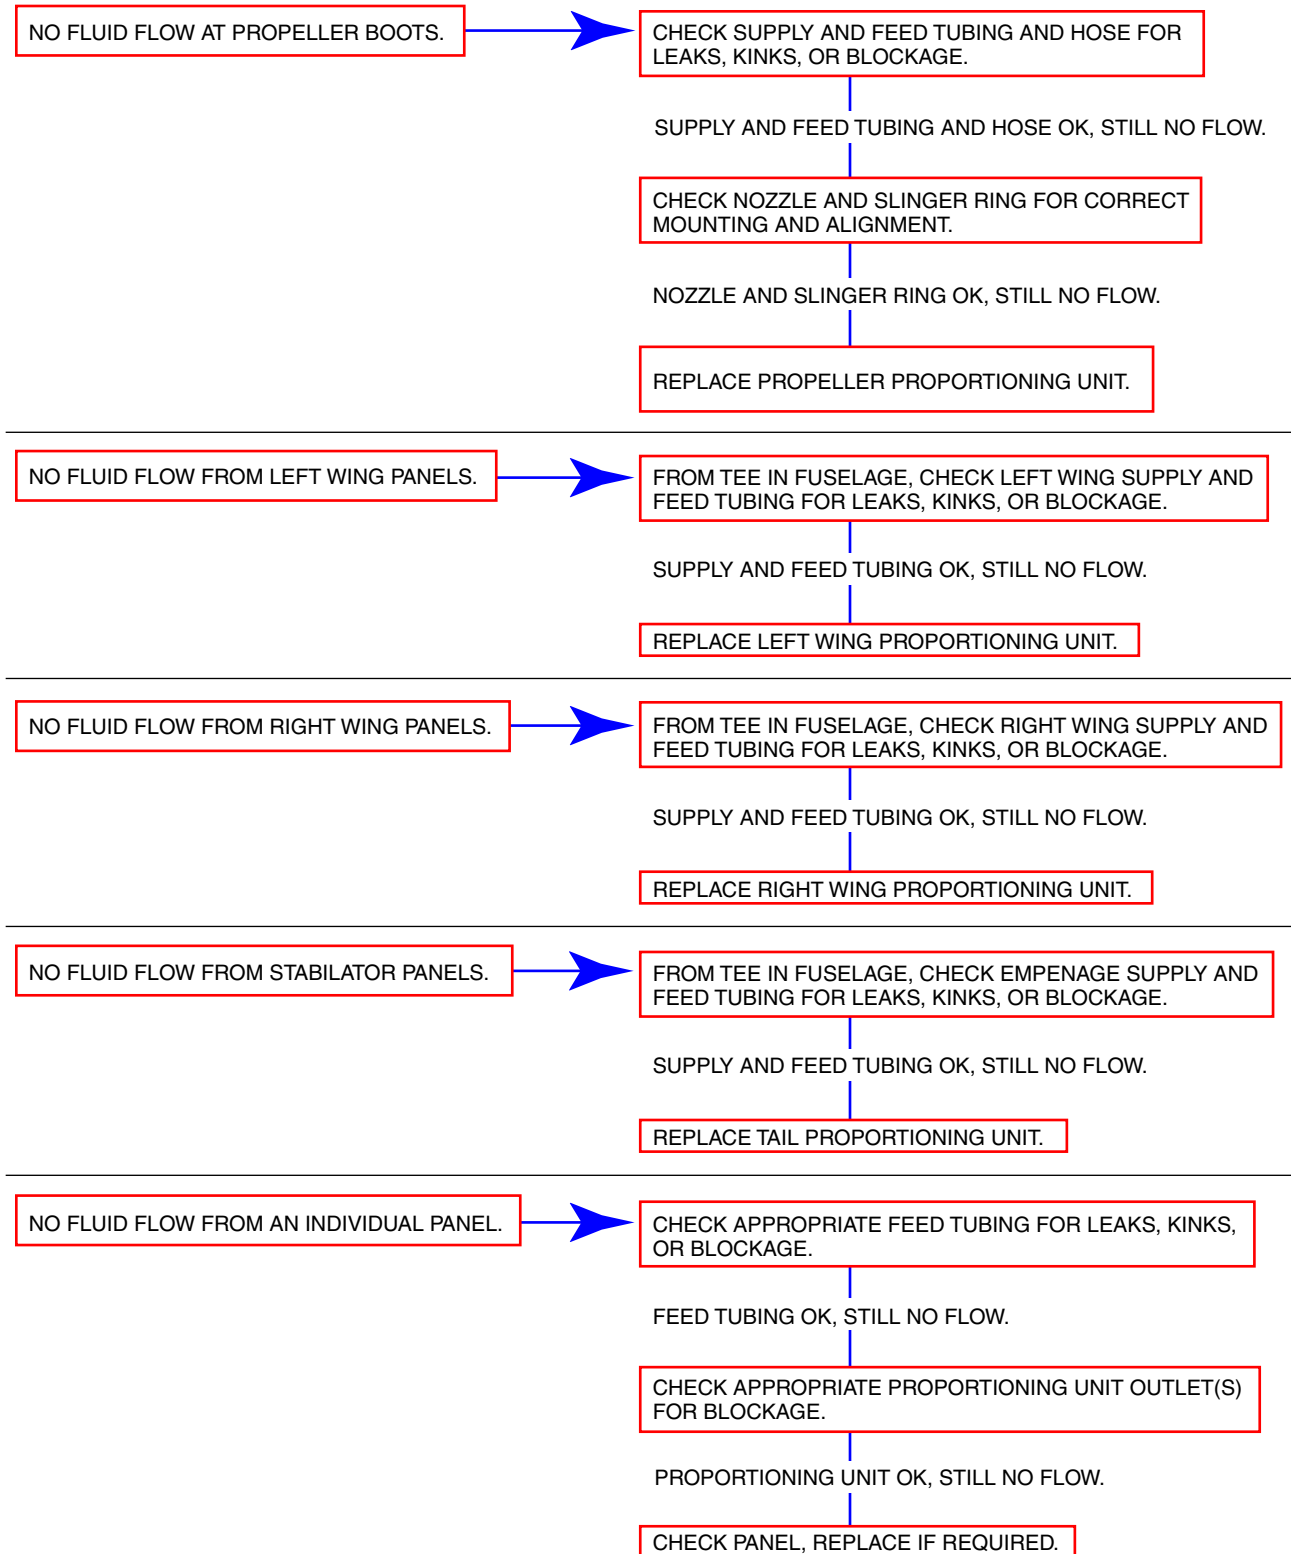 NO FLUID FLOW AT PROPELLER BOOTS.
CHECK SUPPLY AND FEED TUBING AND HOSE FOR
LEAKS, KINKS, OR BLOCKAGE.
SUPPLY AND FEED TUBING AND HOSE OK, STILL NO FLOW.
CHECK NOZZLE AND SLINGER RING FOR CORRECT
MOUNTING AND ALIGNMENT.
NOZZLE AND SLINGER RING OK, STILL NO FLOW.
REPLACE PROPELLER PROPORTIONING UNIT.
NO FLUID FLOW FROM LEFT WING PANELS.
FROM TEE IN FUSELAGE, CHECK LEFT WING SUPPLY AND
FEED TUBING FOR LEAKS, KINKS, OR BLOCKAGE.
SUPPLY AND FEED TUBING OK, STILL NO FLOW.
REPLACE LEFT WING PROPORTIONING UNIT.
NO FLUID FLOW FROM RIGHT WING PANELS.
FROM TEE IN FUSELAGE, CHECK RIGHT WING SUPPLY AND
FEED TUBING FOR LEAKS, KINKS, OR BLOCKAGE.
SUPPLY AND FEED TUBING OK, STILL NO FLOW.
REPLACE RIGHT WING PROPORTIONING UNIT.
NO FLUID FLOW FROM STABILATOR PANELS.
FROM TEE IN FUSELAGE, CHECK EMPENAGE SUPPLY AND
FEED TUBING FOR LEAKS, KINKS, OR BLOCKAGE.
SUPPLY AND FEED TUBING OK, STILL NO FLOW.
REPLACE TAIL PROPORTIONING UNIT.
NO FLUID FLOW FROM AN INDIVIDUAL PANEL.
CHECK APPROPRIATE FEED TUBING FOR LEAKS, KINKS,
OR BLOCKAGE.
FEED TUBING OK, STILL NO FLOW.
CHECK APPROPRIATE PROPORTIONING UNIT OUTLET(S)
FOR BLOCKAGE.
PROPORTIONING UNIT OK, STILL NO FLOW.
CHECK PANEL, REPLACE IF REQUIRED.